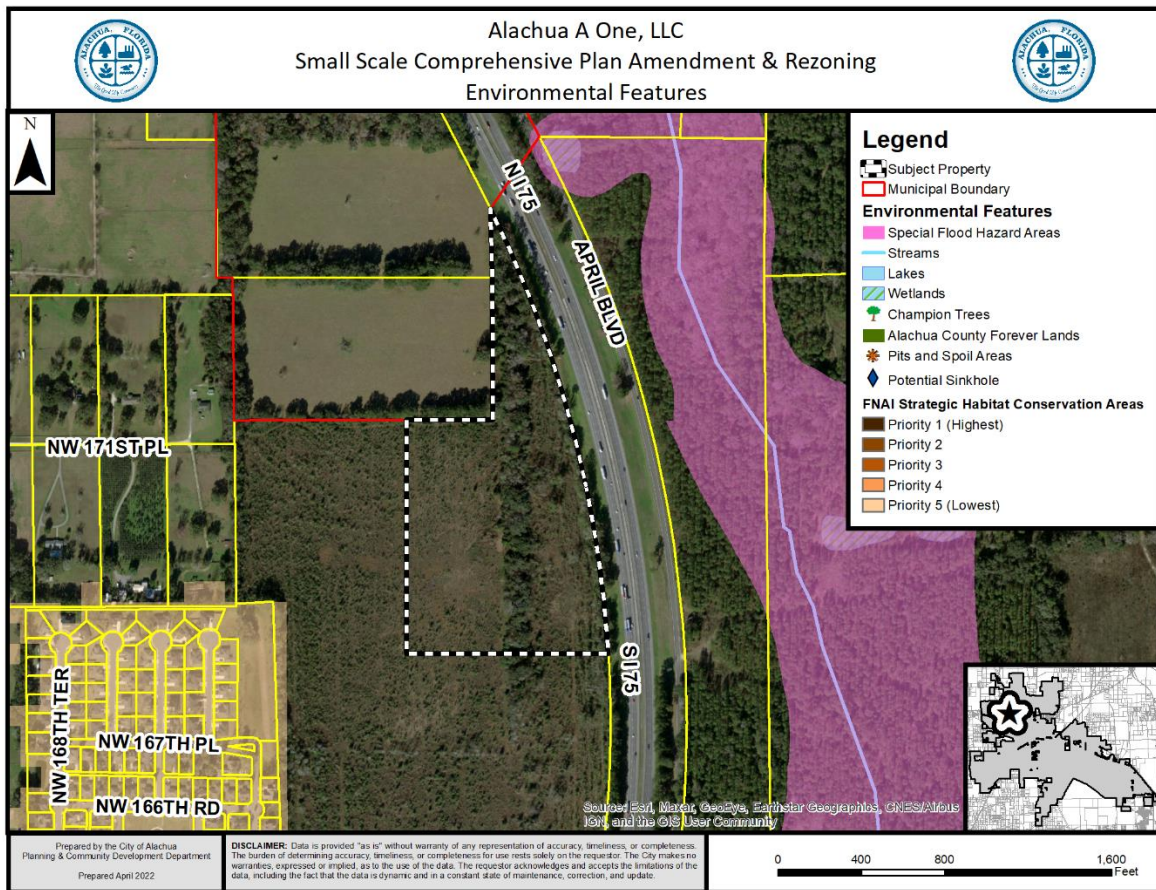 Alachua A One, LLC
Small Scale Comprehensive Plan Amendment & Rezoning
Environmental Features
ALACHUA, FLORIDA
ALACHUA, FLORIDA
N
N I 75
APRIL BLVD
S I 75
NW 171ST PL
NW 168TH TER
NW 167TH PL
NW 166TH RD
Legend
Subject Property
Municipal Boundary
Environmental Features
Special Flood Hazard Areas
Streams
Lakes
Wetlands
Champion Trees
Alachua County Forever Lands
Pits and Spoil Areas
Potential Sinkhole
FNAI Strategic Habitat Conservation Areas
Priority 1 (Highest)
Priority 2
Priority 3
Priority 4
Priority 5 (Lowest)
Source: Esri, Maxar, GeoEye, Earthstar Geographics, CNES/Airbus
IGN, and the GIS User Community
Prepared by the City of Alachua
Planning & Community Development Department
Prepared April 2022
DISCLAIMER: Data is provided "as is" without warranty of any representation of accuracy, timeliness, or completeness.
The burden of determining accuracy, timeliness, or completeness for use rests solely on the requestor. The City makes no
warranties, expressed or implied, as to the use of the data. The requestor acknowledges and accepts the limitations of the
data, including the fact that the data is dynamic and in a constant state of maintenance, correction, and update.
0 400 800 1,600
Feet